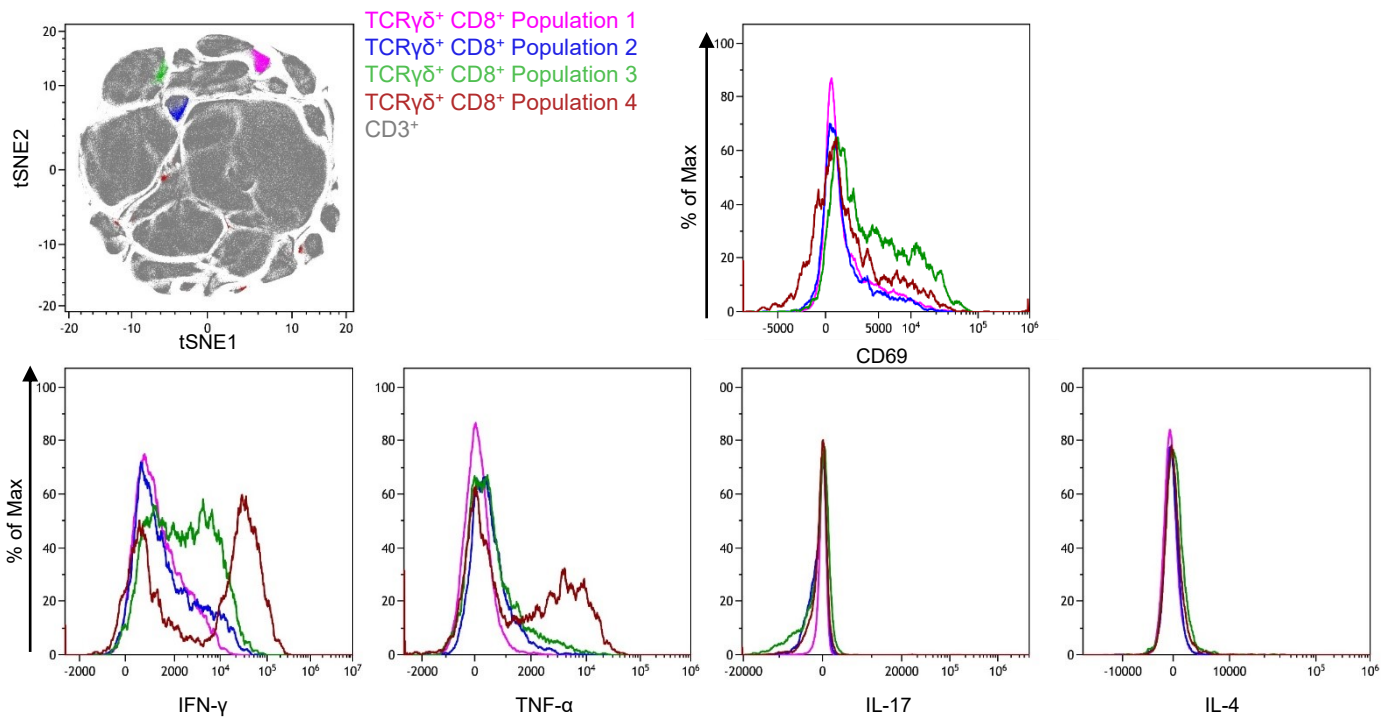 TCRγδ⁺ CD8⁺ Population 1
TCRγδ⁺ CD8⁺ Population 2
TCRγδ⁺ CD8⁺ Population 3
TCRγδ⁺ CD8⁺ Population 4
CD3⁺
tSNE2
20
10
0
-10
-20
-20 -10 0 10 20
tSNE1
% of Max
100
80
60
40
20
0
-5000 0 5000 10⁴ 10⁵ 10⁶
CD69
% of Max
100
80
60
40
20
0
-2000 0 2000 10⁴ 10⁵ 10⁶ 10⁷
IFN-γ
100
80
60
40
20
0
-2000 0 2000 10⁴ 10⁵ 10⁶
TNF-α
00
80
60
40
20
0
-20000 0 20000 10⁵ 10⁶
IL-17
00
80
60
40
20
0
-10000 0 10000 10⁵ 10⁶
IL-4